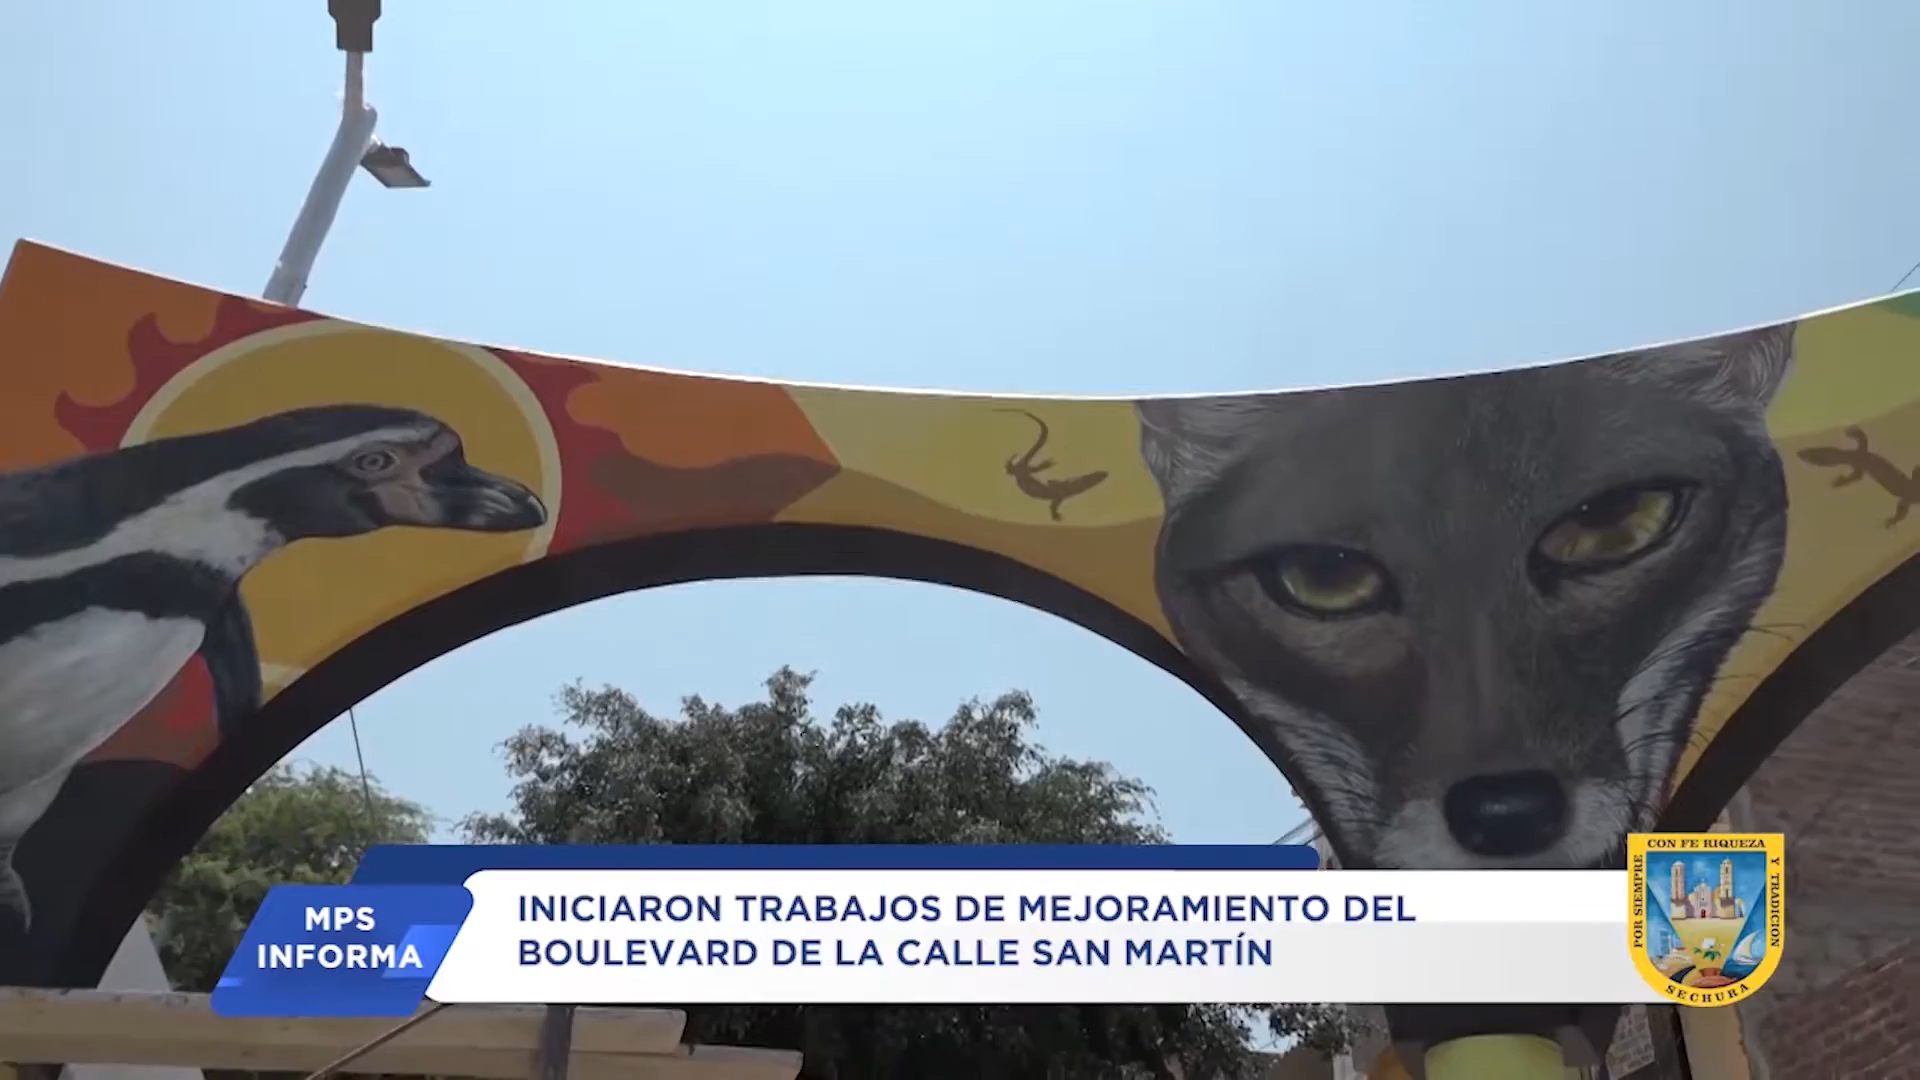 MPS
INFORMA
INICIARON TRABAJOS DE MEJORAMIENTO DEL
BOULEVARD DE LA CALLE SAN MARTÍN
POR SIEMPRE
CON FE RIQUEZA
Y TRADICION
SECHURA